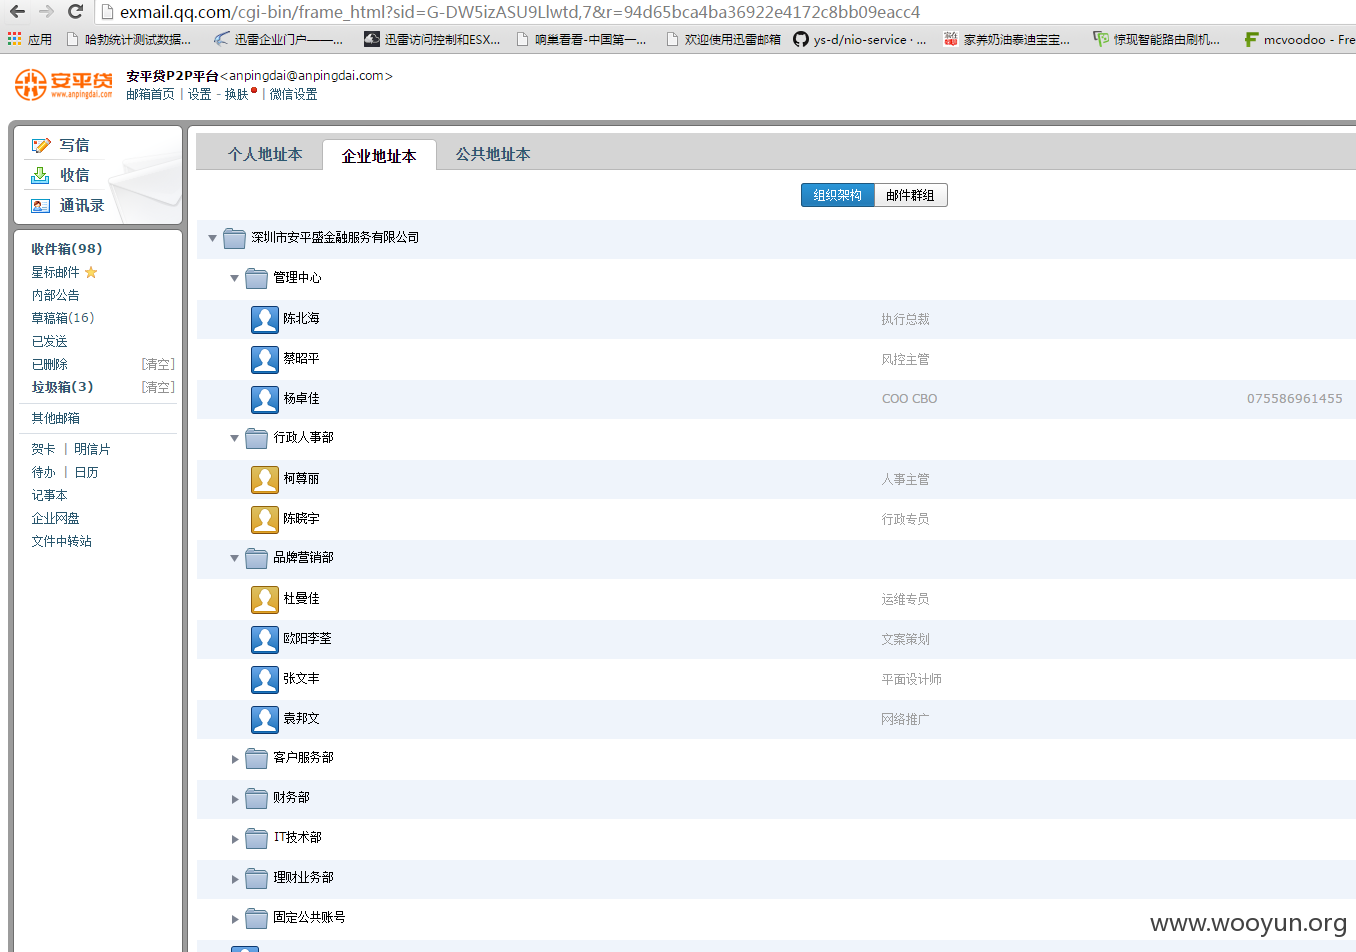 exmail.qq.com/cgi-bin/frame_html?sid=G-DW5izASU9Llwtd,7&r=94d65bca4ba36922e4172c8bb09eacc4
应用 哈勃统计测试数据... 迅雷企业门户——... 迅雷访问控制和ESX... 响巢看看-中国第一... 欢迎使用迅雷邮箱 ys-d/nio-service · ... 家养奶油泰迪宝宝... 惊现智能路由刷机... mcvoodoo - Fre
安平贷 www.anpingdai.com
安平贷P2P平台<anpingdai@anpingdai.com>
邮箱首页 | 设置 - 换肤 | 微信设置
写信
收信
通讯录
收件箱(98)
星标邮件
内部公告
草稿箱(16)
已发送
已删除 [清空]
垃圾箱(3) [清空]
其他邮箱
贺卡 | 明信片
待办 | 日历
记事本
企业网盘
文件中转站
个人地址本 企业地址本 公共地址本
组织架构 邮件群组
深圳市安平盛金融服务有限公司
管理中心
陈北海 执行总裁
蔡昭平 风控主管
杨卓佳 COO CBO 075586961455
行政人事部
柯尊丽 人事主管
陈晓宇 行政专员
品牌营销部
杜曼佳 运维专员
欧阳李荃 文案策划
张文丰 平面设计师
袁邦文 网络推广
客户服务部
财务部
IT技术部
理财业务部
固定公共账号
www.wooyun.org